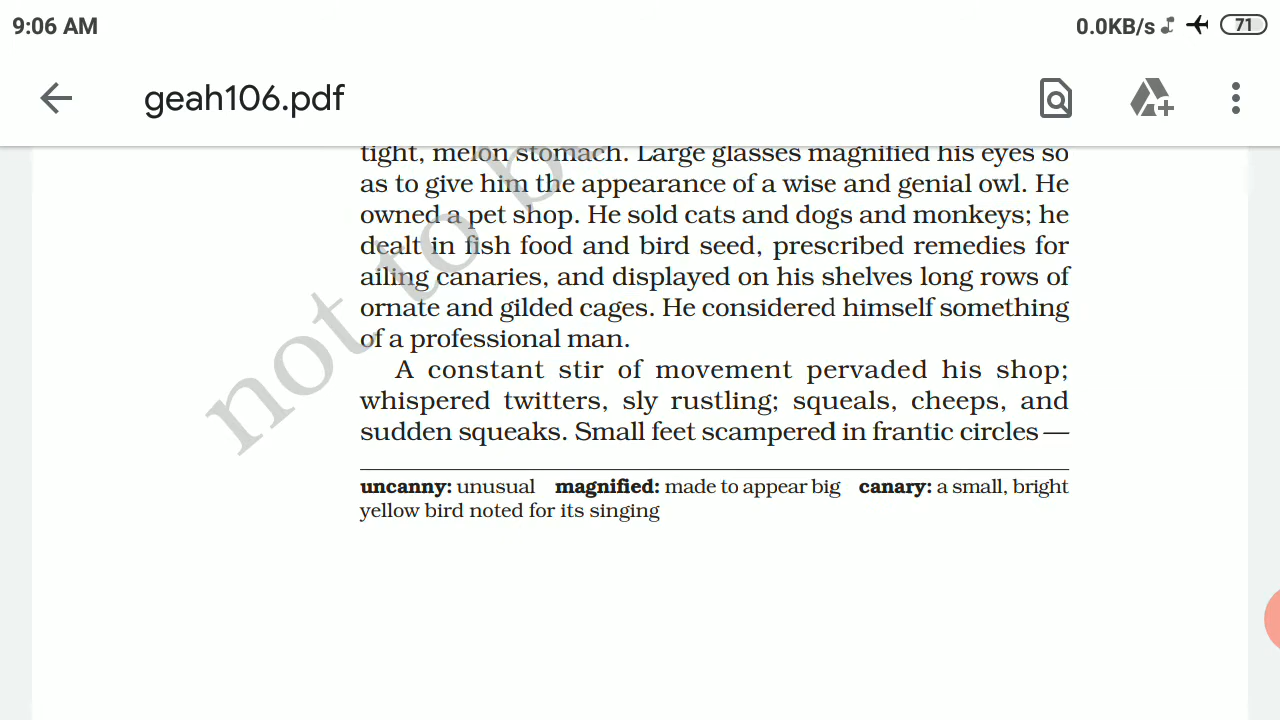 9:06 AM
0.0KB/s
71
geah106.pdf
tight, melon stomach. Large glasses magnified his eyes so
as to give him the appearance of a wise and genial owl. He
owned a pet shop. He sold cats and dogs and monkeys; he
dealt in fish food and bird seed, prescribed remedies for
ailing canaries, and displayed on his shelves long rows of
ornate and gilded cages. He considered himself something
of a professional man.
A constant stir of movement pervaded his shop;
whispered twitters, sly rustling; squeals, cheeps, and
sudden squeaks. Small feet scampered in frantic circles —
not to b
uncanny: unusual magnified: made to appear big canary: a small, bright
yellow bird noted for its singing